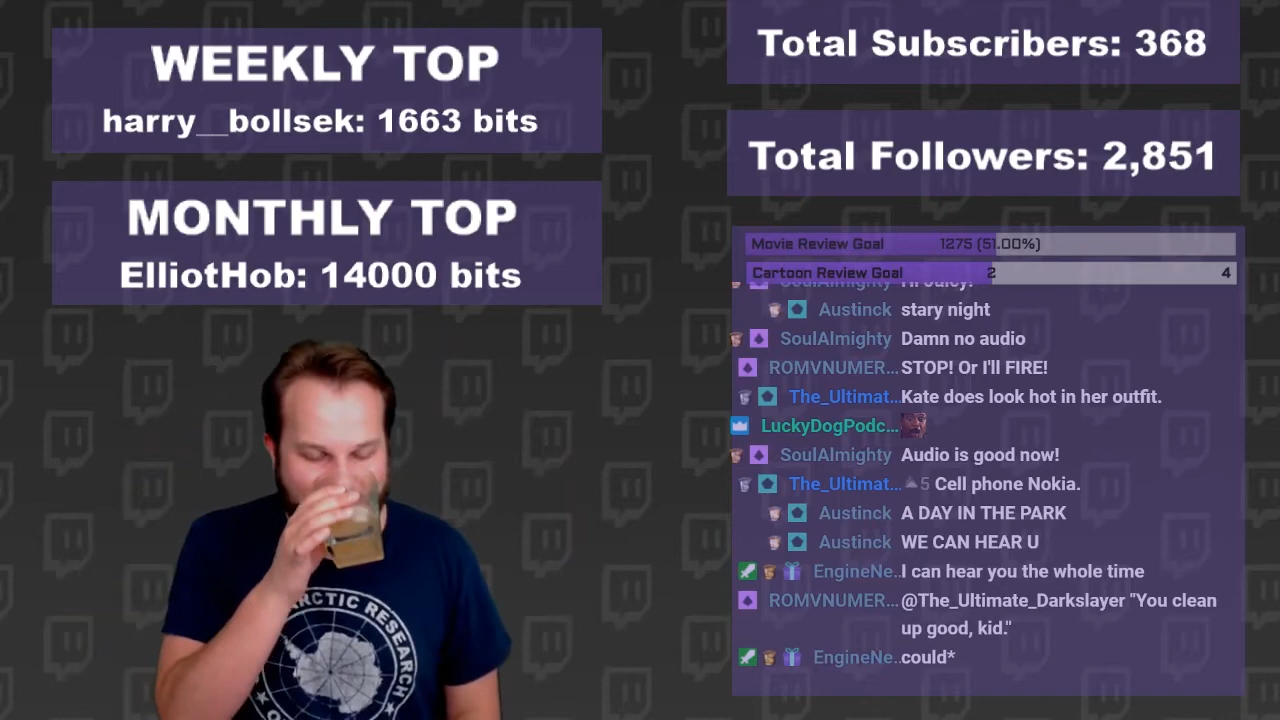 WEEKLY TOP
harry__bollsek: 1663 bits
MONTHLY TOP
ElliotHob: 14000 bits
Total Subscribers: 368
Total Followers: 2,851
Movie Review Goal 1275 (51.00%)
Cartoon Review Goal 2 4
SoulAlmighty Hi Juicy!
Austinck stary night
SoulAlmighty Damn no audio
ROMVNUMER... STOP! Or I'll FIRE!
The_Ultimat... Kate does look hot in her outfit.
LuckyDogPodc...
SoulAlmighty Audio is good now!
The_Ultimat... 5 Cell phone Nokia.
Austinck A DAY IN THE PARK
Austinck WE CAN HEAR U
EngineNe... I can hear you the whole time
ROMVNUMER... @The_Ultimate_Darkslayer "You clean
up good, kid."
EngineNe... could*
ARCTIC RESEARCH